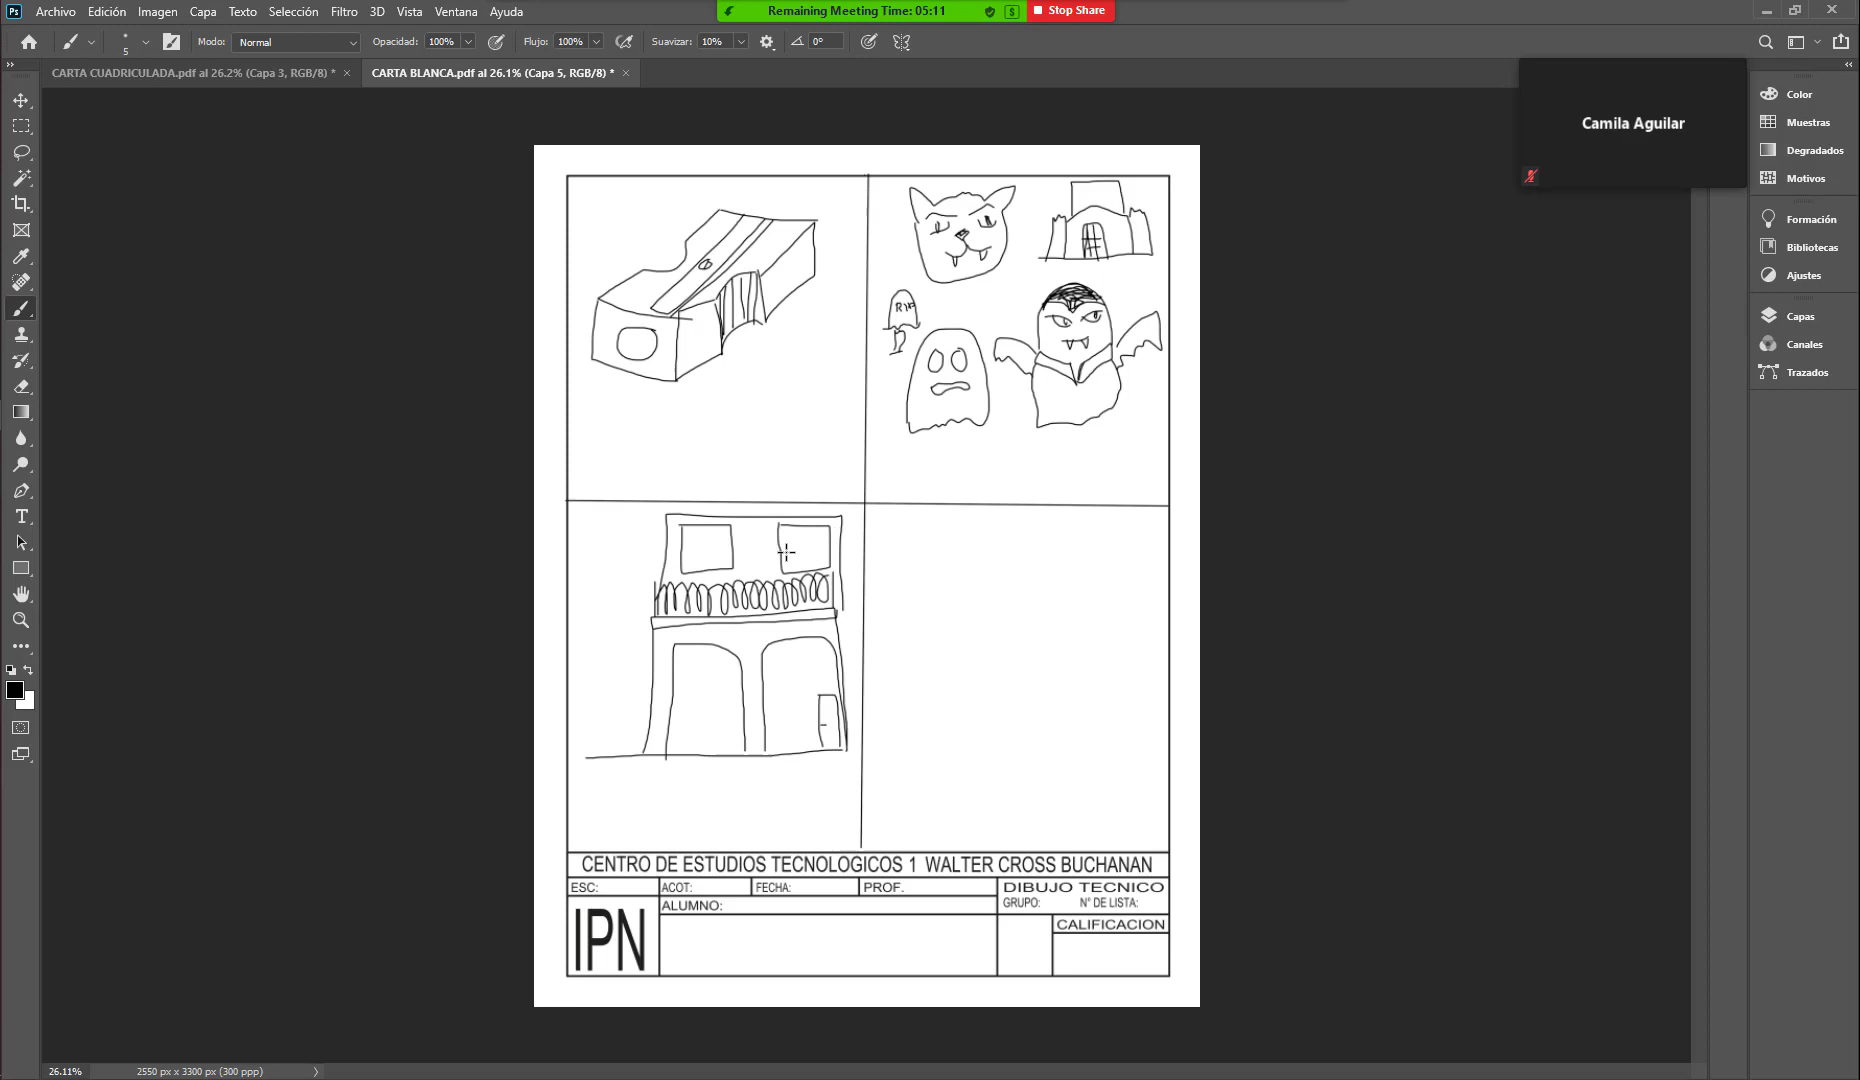 Ps Archivo Edición Imagen Capa Texto Selección Filtro 3D Vista Ventana Ayuda
Remaining Meeting Time: 05:11 Stop Share
5 Modo: Normal Opacidad: 100% Flujo: 100% Suavizar: 10% 0°
CARTA CUADRICULADA.pdf al 26.2% (Capa 3, RGB/8) * × CARTA BLANCA.pdf al 26.1% (Capa 5, RGB/8) * ×
Camila Aguilar
Color
Muestras
Degradados
Motivos
Formación
Bibliotecas
Ajustes
Capas
Canales
Trazados
RIP
CENTRO DE ESTUDIOS TECNOLOGICOS 1 WALTER CROSS BUCHANAN
ESC: ACOT: FECHA: PROF. DIBUJO TECNICO
ALUMNO: GRUPO: N° DE LISTA:
IPN CALIFICACION
26.11% 2550 px x 3300 px (300 ppp)